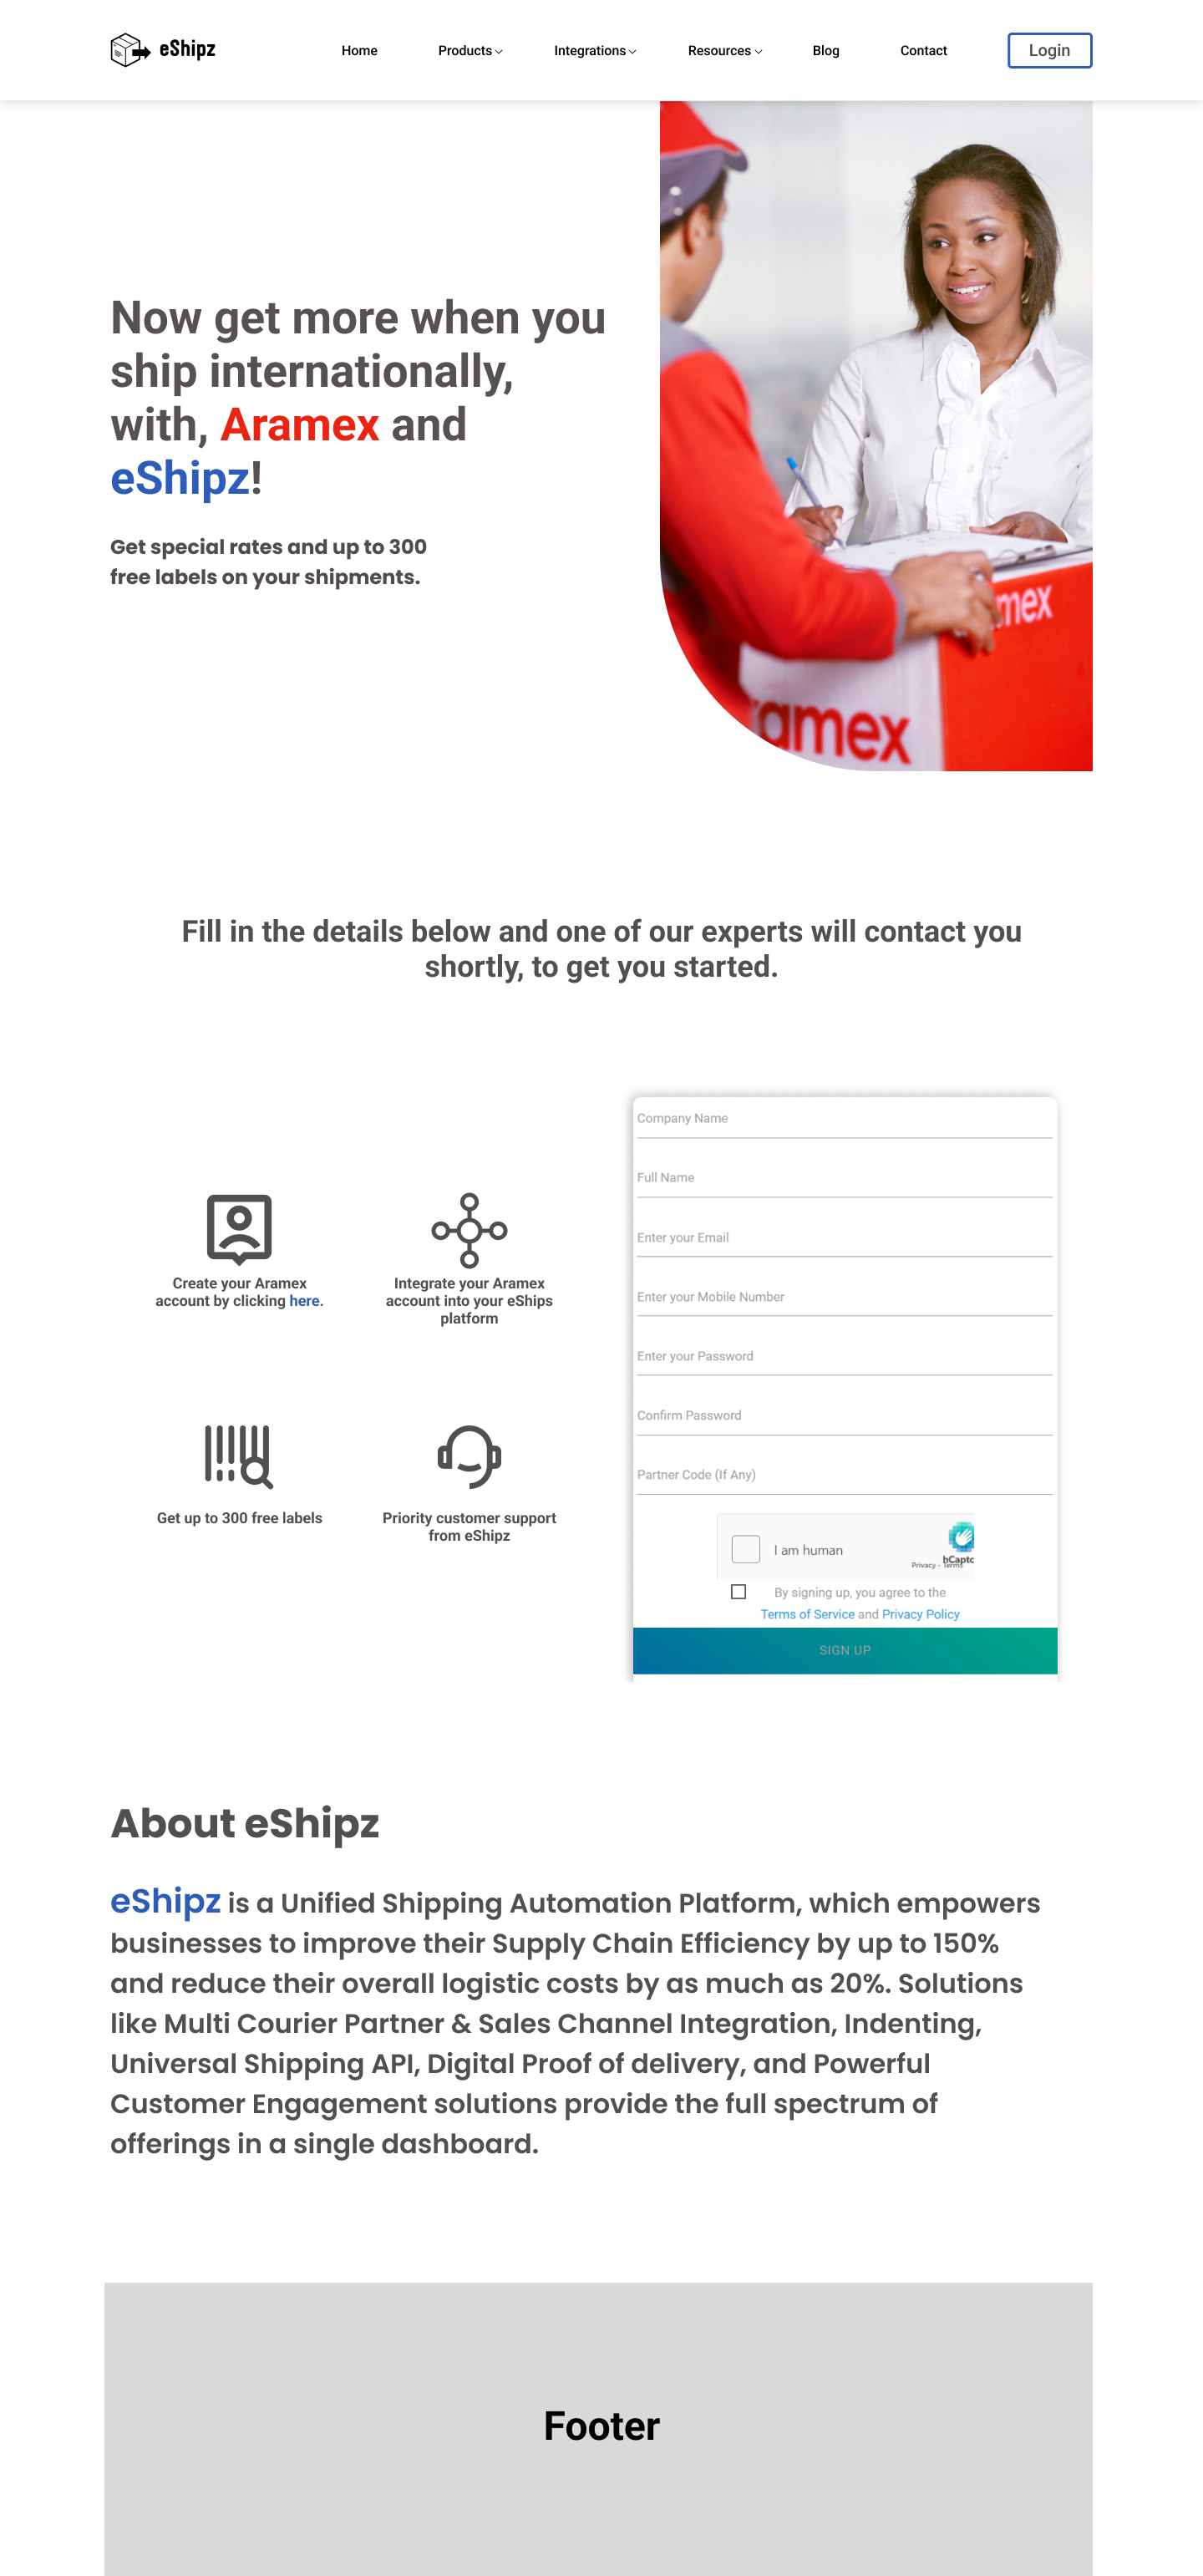 eShipz
Home
Products
Integrations
Resources
Blog
Contact
Login
Now get more when you
ship internationally,
with, Aramex and
eShipz!
Get special rates and up to 300
free labels on your shipments.
mex
amex
Fill in the details below and one of our experts will contact you
shortly, to get you started.
Create your Aramex
account by clicking here.
Integrate your Aramex
account into your eShips
platform
Get up to 300 free labels
Priority customer support
from eShipz
Company Name
Full Name
Enter your Email
Enter your Mobile Number
Enter your Password
Confirm Password
Partner Code (If Any)
I am human
hCaptc
Privacy - Terms
By signing up, you agree to the
Terms of Service and Privacy Policy
SIGN UP
About eShipz
eShipz is a Unified Shipping Automation Platform, which empowers
businesses to improve their Supply Chain Efficiency by up to 150%
and reduce their overall logistic costs by as much as 20%. Solutions
like Multi Courier Partner & Sales Channel Integration, Indenting,
Universal Shipping API, Digital Proof of delivery, and Powerful
Customer Engagement solutions provide the full spectrum of
offerings in a single dashboard.
Footer